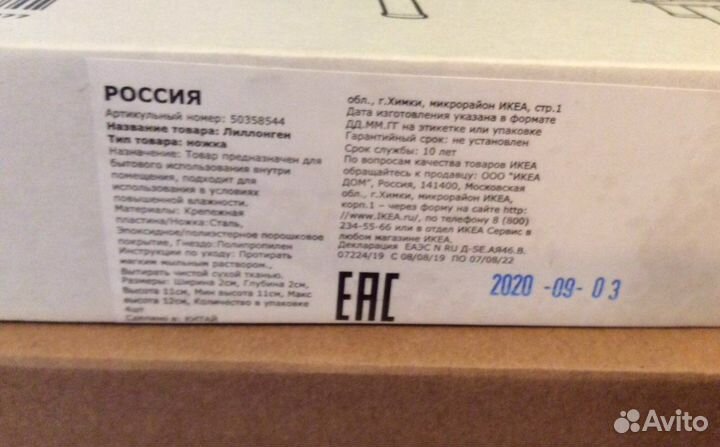 77
РОССИЯ
Артикульный номер: 50358544
Название товара: Лиллонген
Тип товара: ножка
Назначение: Товар предназначен для
бытового использования внутри
помещения, подходит для
использования в условиях
повышенной влажности.
Материалы: Крепежная
пластина/Ножка:Сталь,
Эпоксидное/полиэстерное порошковое
покрытие, Гнездо:Полипропилен
Инструкции по уходу: Протирать
мягким мыльным раствором.,
Вытирать чистой сухой тканью.
Размеры: Ширина 2см, Глубина 2см,
Высота 11см, Мин высота 11см, Макс
высота 12см, Количество в упаковке
4шт
Сделано в: КИТАЙ
обл., г.Химки, микрорайон ИКЕА, стр.1
Дата изготовления указана в формате
ДД.ММ.ГГ на этикетке или упаковке
Гарантийный срок: не установлен
Срок службы: 10 лет
По вопросам качества товаров ИКЕА
обращайтесь к продавцу: ООО "ИКЕА
ДОМ", Россия, 141400, Московская
обл., г.Химки, микрорайон ИКЕА,
корп.1 – через форму на сайте http:
//www.IKEA.ru/, по телефону 8 (800)
234-55-66 или в отдел ИКЕА Сервис в
любом магазине ИКЕА.
Декларация ЕАЭС N RU Д-SE.АЯ46.В.
07224/19 С 08/08/19 ПО 07/08/22
EAC
2020 -09- 03
Avito